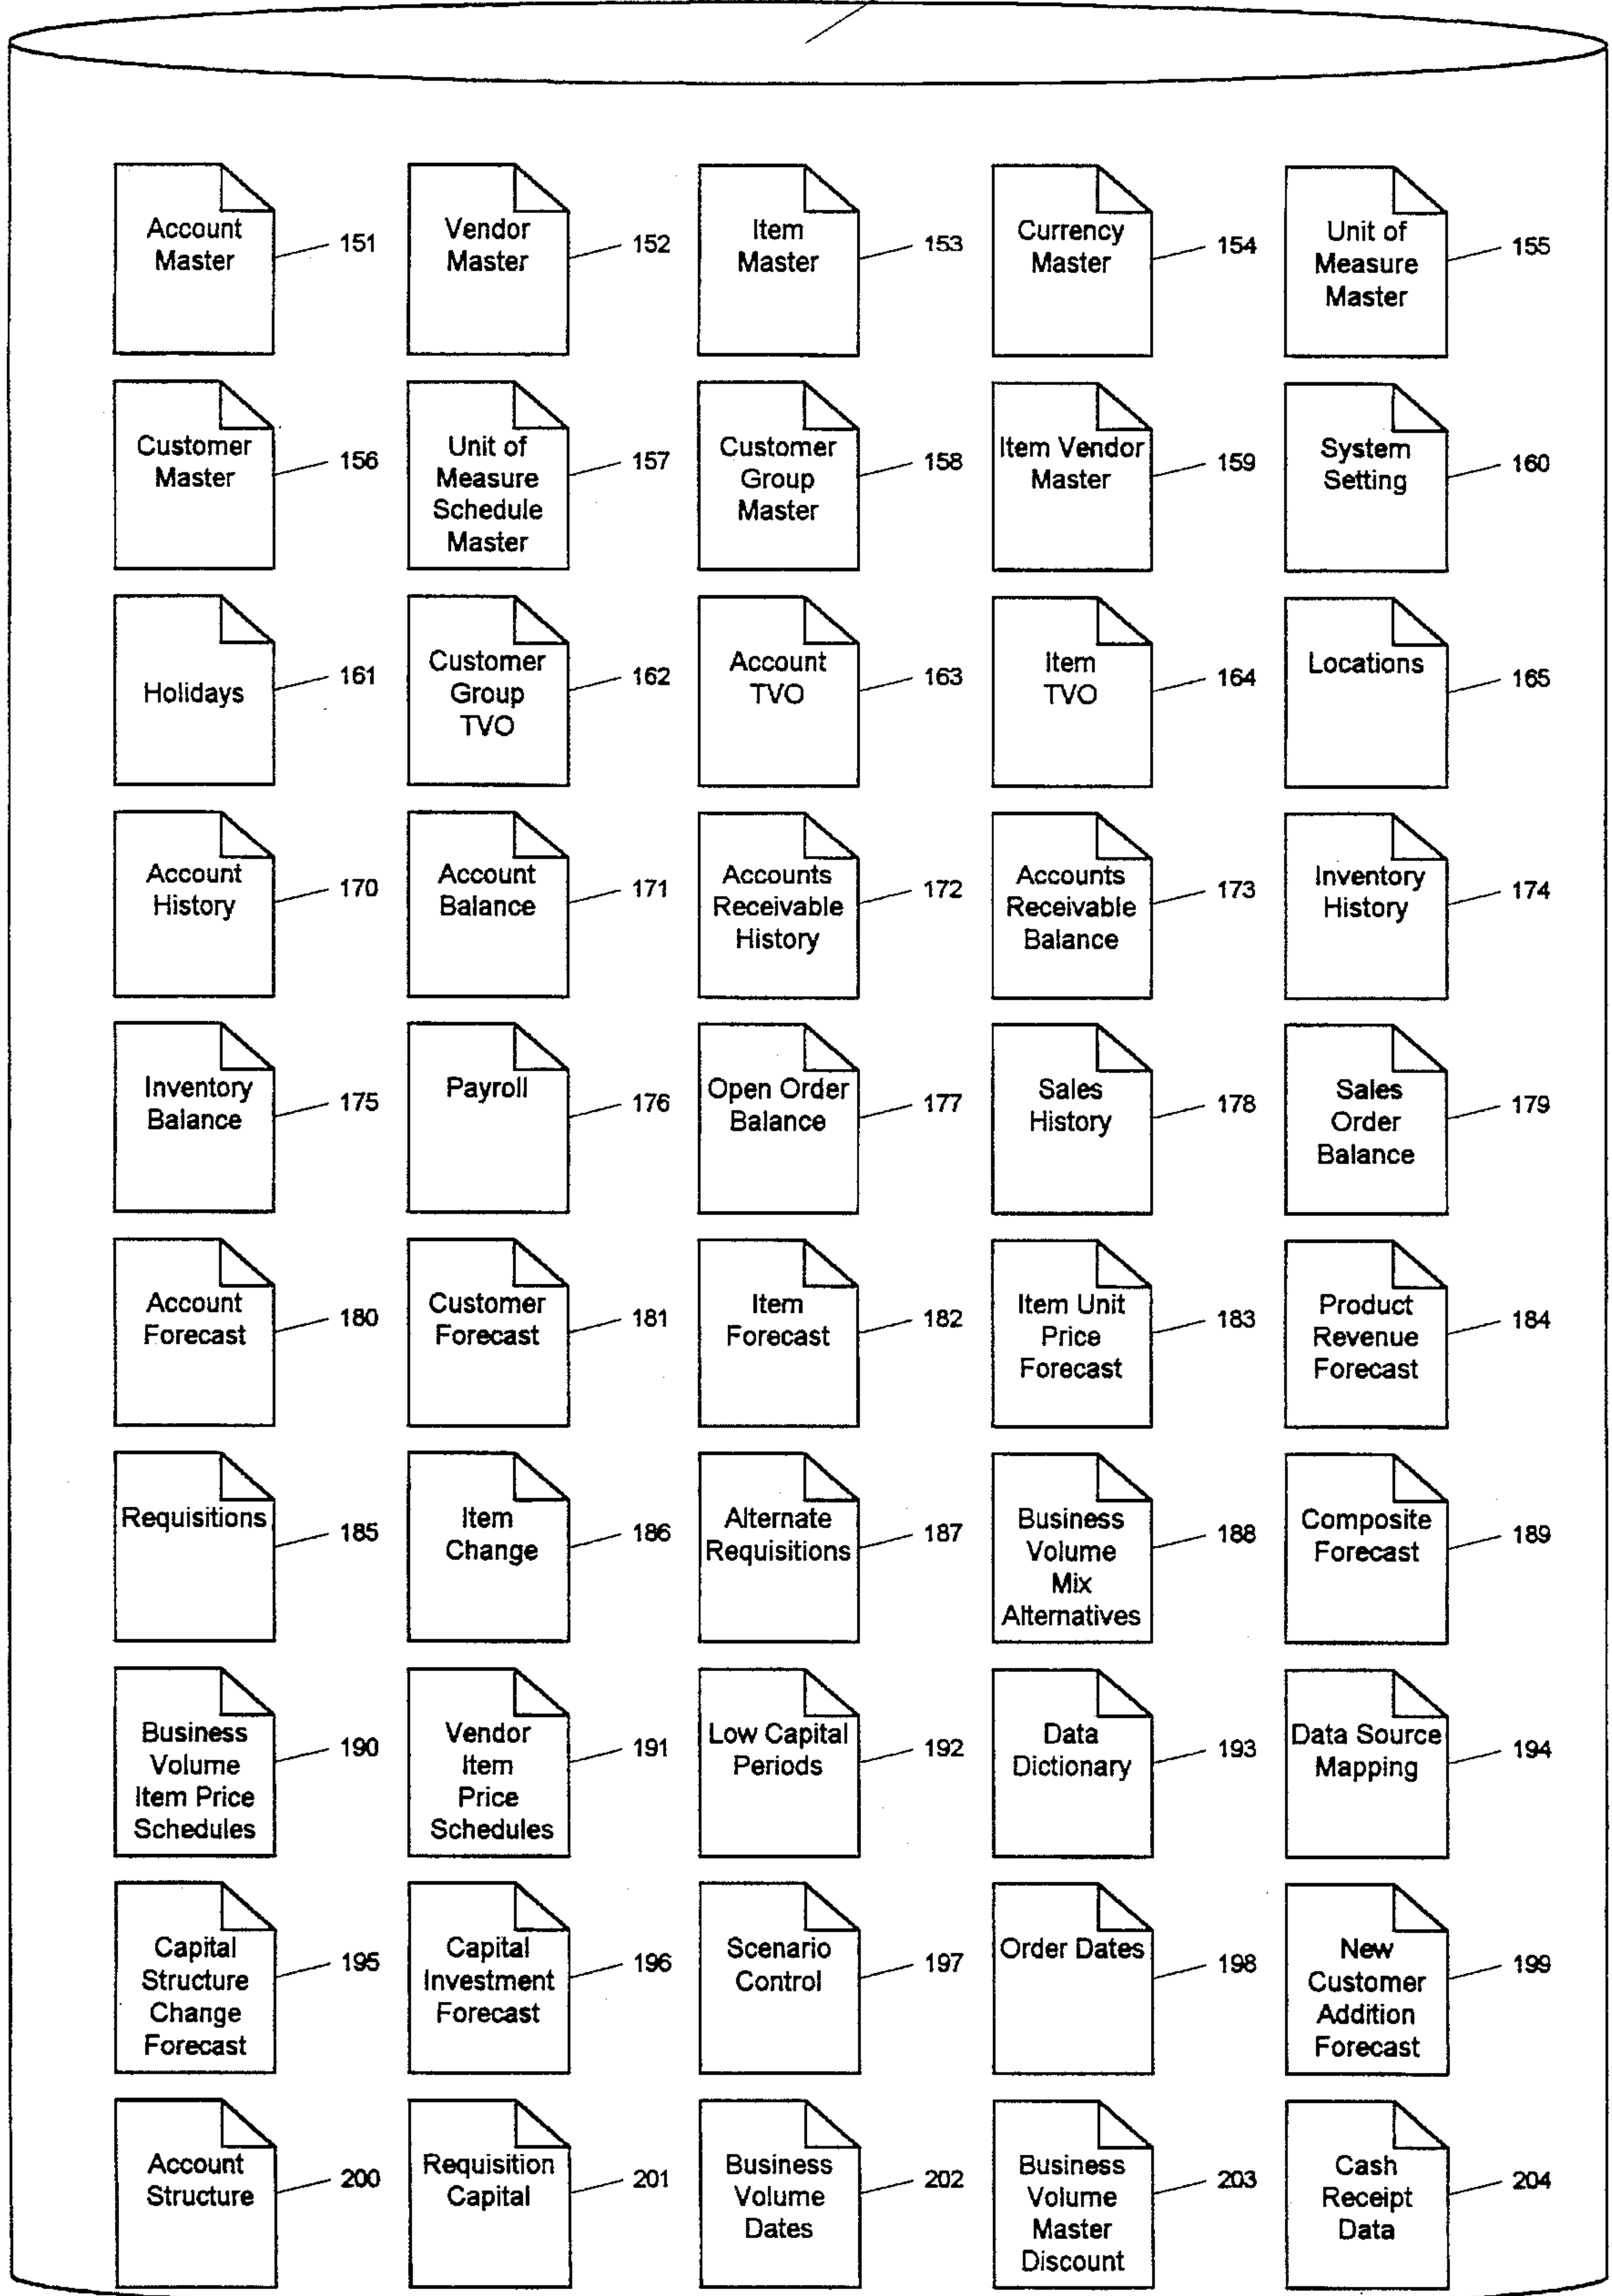 Account
Master
151
Vendor
Master
152
Item
Master
153
Currency
Master
154
Unit of
Measure
Master
155
Customer
Master
156
Unit of
Measure
Schedule
Master
157
Customer
Group
Master
158
Item Vendor
Master
159
System
Setting
160
Holidays
161
Customer
Group
TVO
162
Account
TVO
163
Item
TVO
164
Locations
165
Account
History
170
Account
Balance
171
Accounts
Receivable
History
172
Accounts
Receivable
Balance
173
Inventory
History
174
Inventory
Balance
175
Payroll
176
Open Order
Balance
177
Sales
History
178
Sales
Order
Balance
179
Account
Forecast
180
Customer
Forecast
181
Item
Forecast
182
Item Unit
Price
Forecast
183
Product
Revenue
Forecast
184
Requisitions
185
Item
Change
186
Alternate
Requisitions
187
Business
Volume
Mix
Alternatives
188
Composite
Forecast
189
Business
Volume
Item Price
Schedules
190
Vendor
Item
Price
Schedules
191
Low Capital
Periods
192
Data
Dictionary
193
Data Source
Mapping
194
Capital
Structure
Change
Forecast
195
Capital
Investment
Forecast
196
Scenario
Control
197
Order Dates
198
New
Customer
Addition
Forecast
199
Account
Structure
200
Requisition
Capital
201
Business
Volume
Dates
202
Business
Volume
Master
Discount
203
Cash
Receipt
Data
204